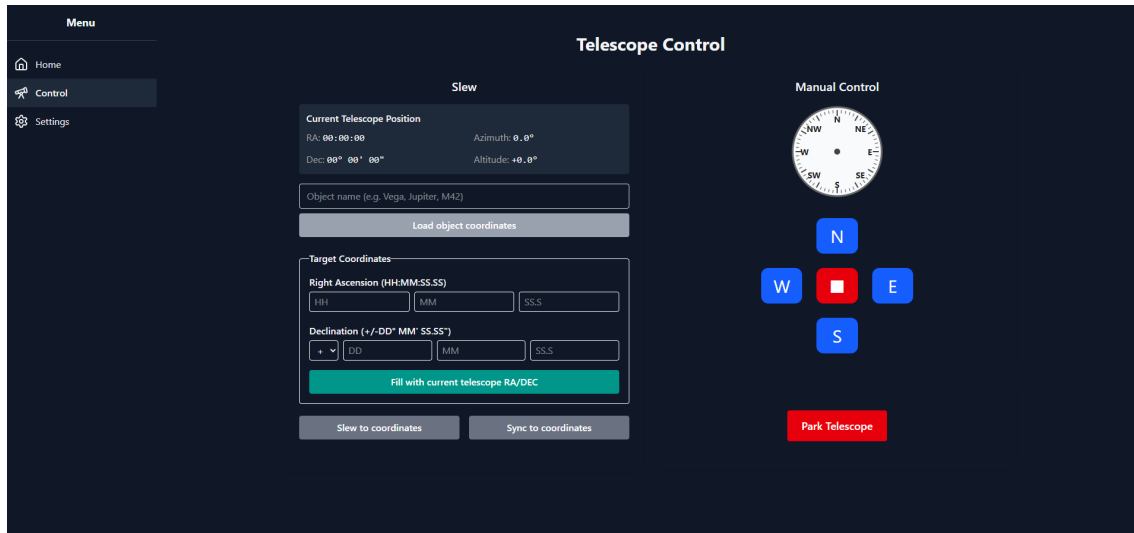 Menu
Home
Control
Settings
Telescope Control
Slew
Current Telescope Position
RA: 00:00:00
Azimuth: 0.0°
Dec: 00° 00' 00"
Altitude: +0.0°
Object name (e.g. Vega, Jupiter, M42)
Load object coordinates
Target Coordinates
Right Ascension (HH:MM:SS.SS)
HH
MM
SS.S
Declination (+/-DD° MM' SS.SS")
+
DD
MM
SS.S
Fill with current telescope RA/DEC
Slew to coordinates
Sync to coordinates
Manual Control
N
NW
NE
W
E
SW
SE
S
N
W
E
S
Park Telescope